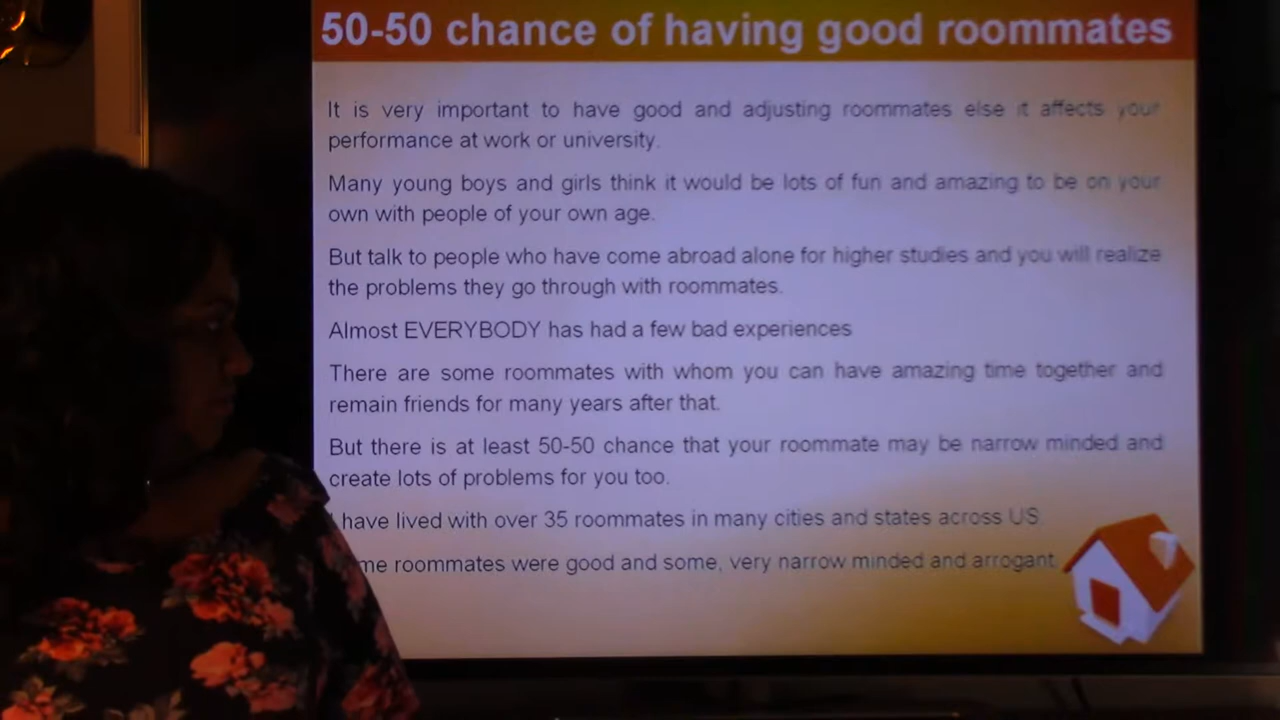 50-50 chance of having good roommates
It is very important to have good and adjusting roommates else it affects your
performance at work or university.
Many young boys and girls think it would be lots of fun and amazing to be on your
own with people of your own age.
But talk to people who have come abroad alone for higher studies and you will realize
the problems they go through with roommates.
Almost EVERYBODY has had a few bad experiences
There are some roommates with whom you can have amazing time together and
remain friends for many years after that.
But there is at least 50-50 chance that your roommate may be narrow minded and
create lots of problems for you too.
I have lived with over 35 roommates in many cities and states across US
me roommates were good and some, very narrow minded and arrogant.